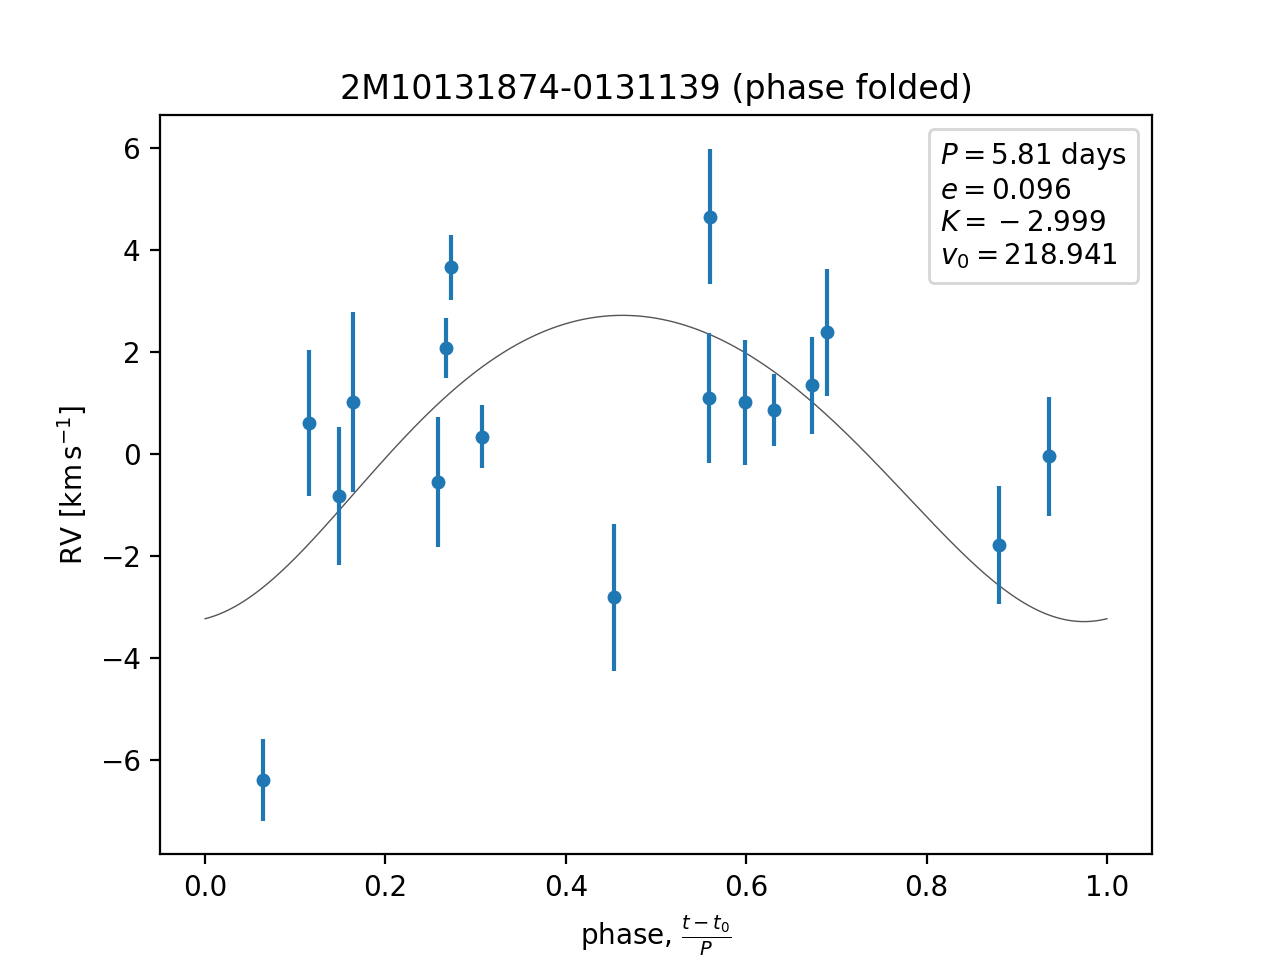 2M10131874-0131139 (phase folded)
P = 5.81 days
e = 0.096
K = −2.999
v₀ = 218.941
6
4
2
0
−2
−4
−6
RV [km s⁻¹]
0.0 0.2 0.4 0.6 0.8 1.0
phase, (t − t₀)/P